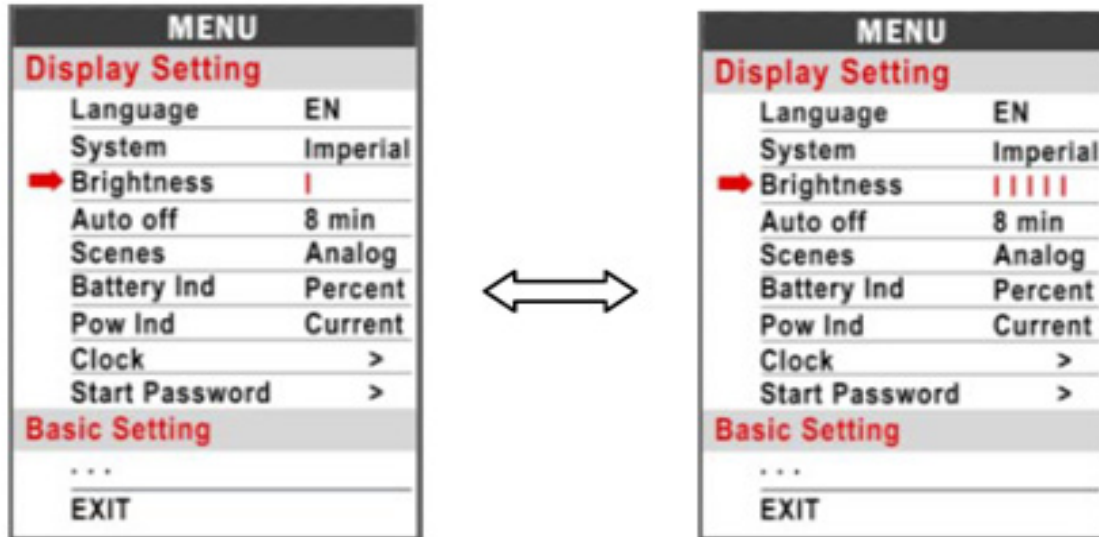 MENU
Display Setting
Language EN
System Imperial
Brightness I
Auto off 8 min
Scenes Analog
Battery Ind Percent
Pow Ind Current
Clock >
Start Password >
Basic Setting
. . .
EXIT
MENU
Display Setting
Language EN
System Imperial
Brightness I I I I I
Auto off 8 min
Scenes Analog
Battery Ind Percent
Pow Ind Current
Clock >
Start Password >
Basic Setting
. . .
EXIT